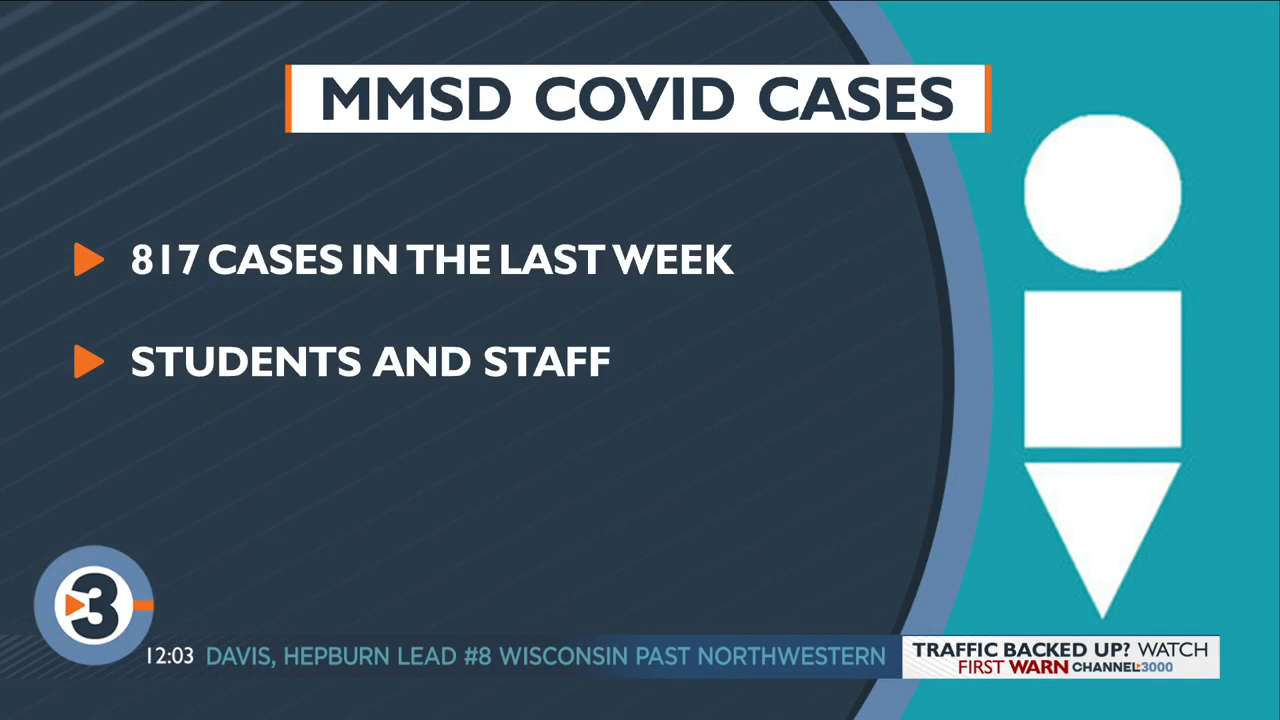 MMSD COVID CASES
817 CASES IN THE LAST WEEK
STUDENTS AND STAFF
3
12:03 DAVIS, HEPBURN LEAD #8 WISCONSIN PAST NORTHWESTERN
TRAFFIC BACKED UP? WATCH
FIRST WARN CHANNEL3000